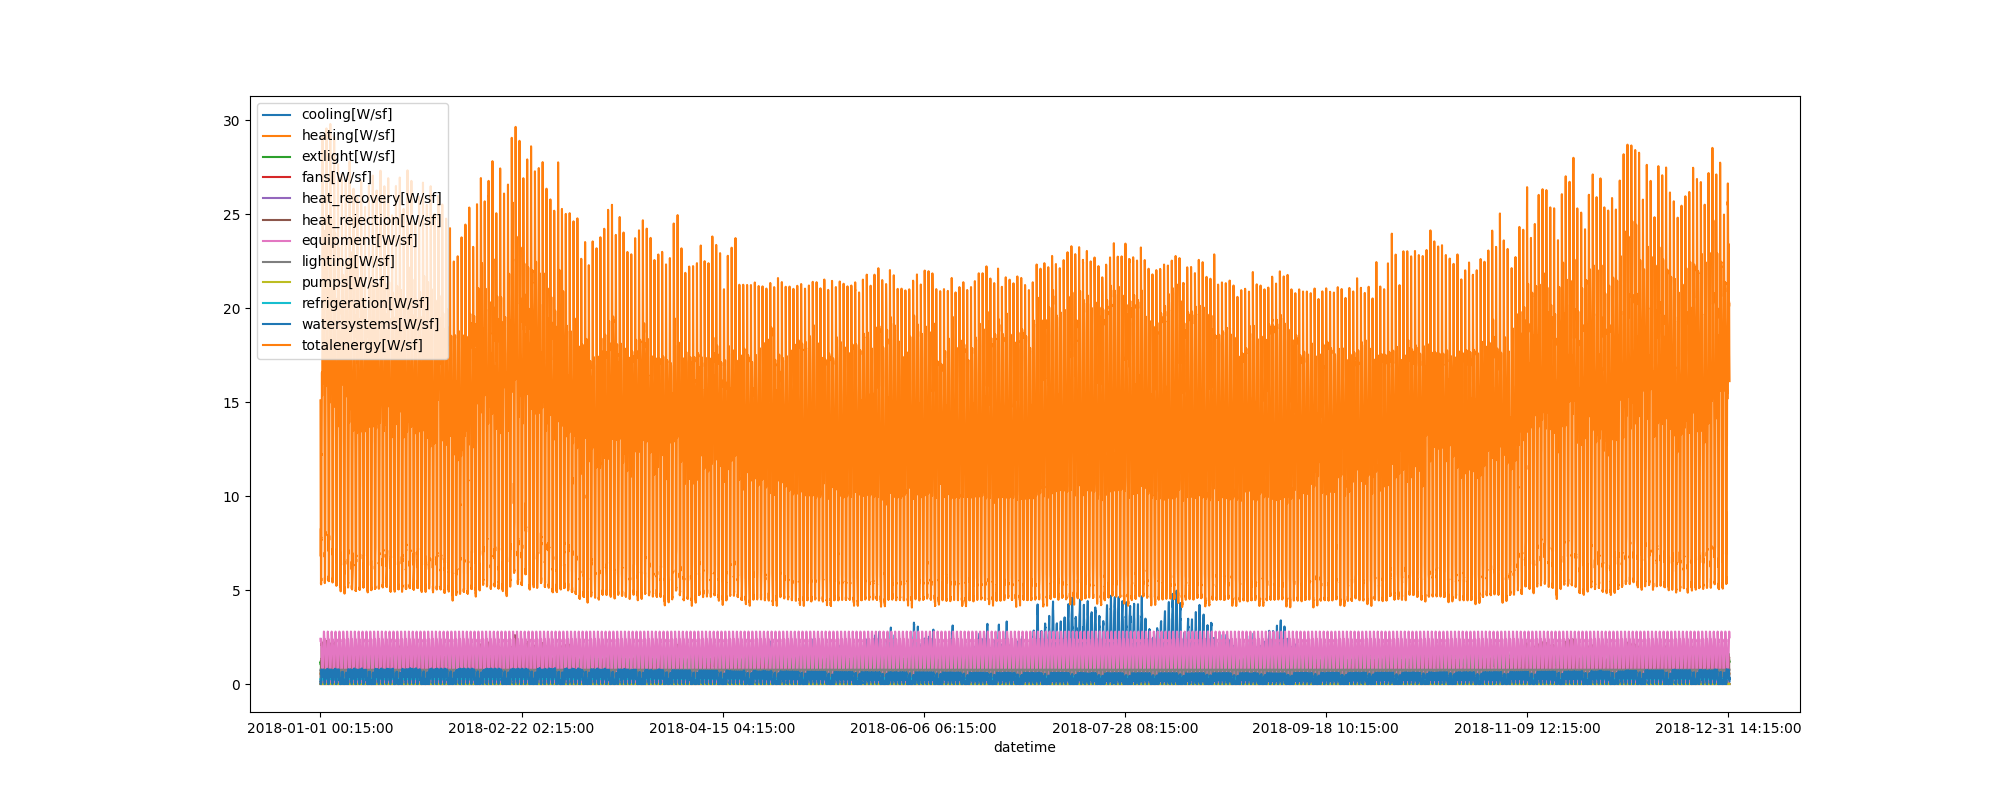 cooling[W/sf]
heating[W/sf]
extlight[W/sf]
fans[W/sf]
heat_recovery[W/sf]
heat_rejection[W/sf]
equipment[W/sf]
lighting[W/sf]
pumps[W/sf]
refrigeration[W/sf]
watersystems[W/sf]
totalenergy[W/sf]
30
25
20
15
10
5
0
2018-01-01 00:15:00 2018-02-22 02:15:00 2018-04-15 04:15:00 2018-06-06 06:15:00 2018-07-28 08:15:00 2018-09-18 10:15:00 2018-11-09 12:15:00 2018-12-31 14:15:00
datetime